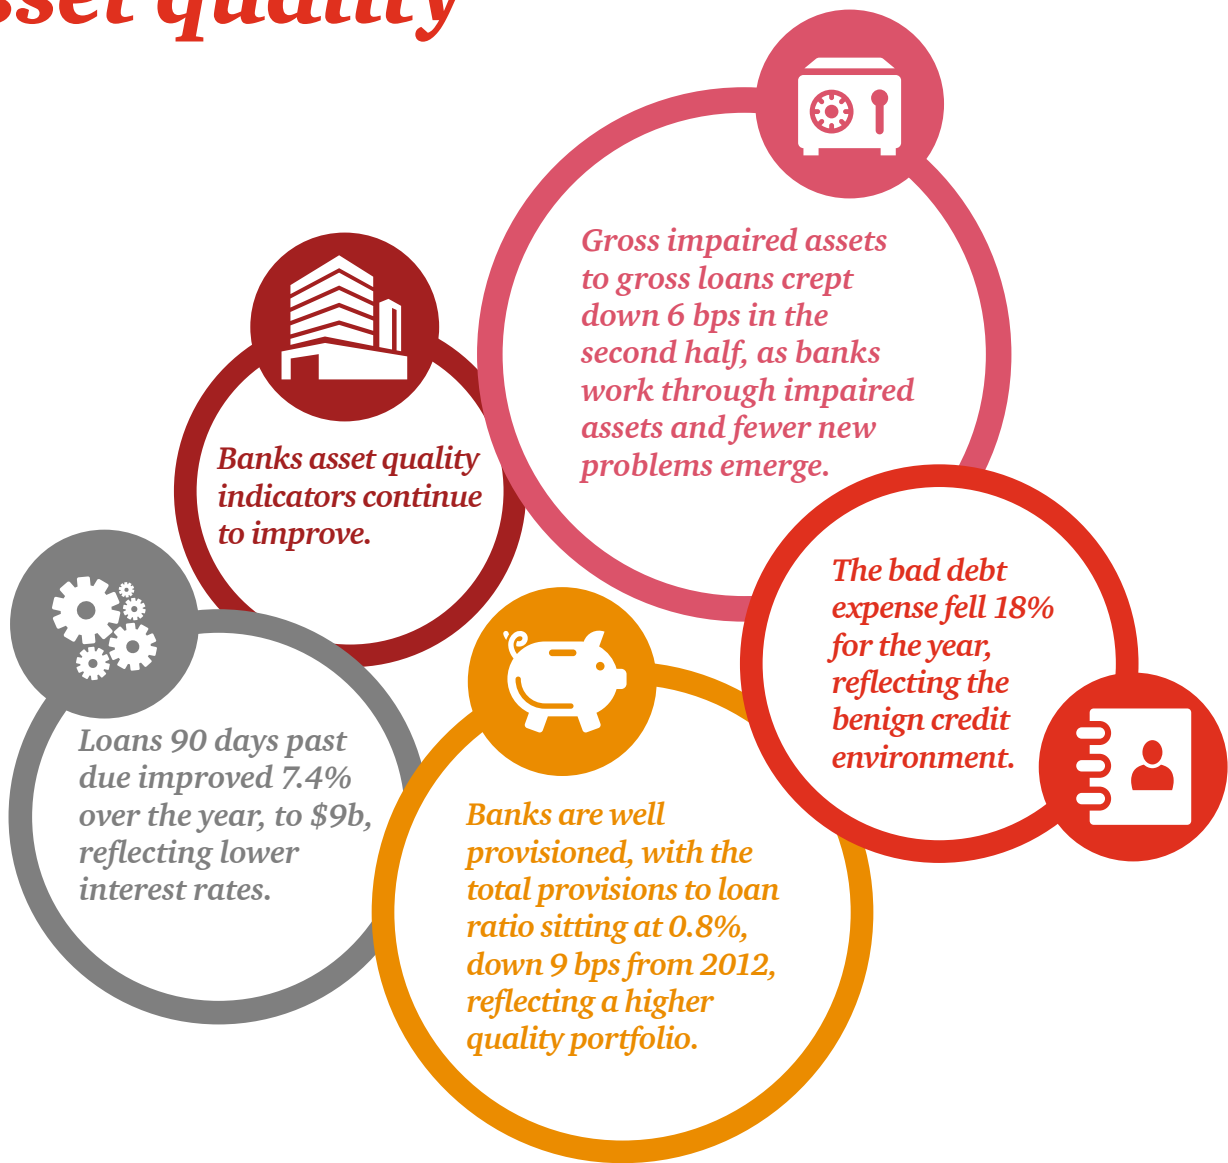 sset quality
Gross impaired assets
to gross loans crept
down 6 bps in the
second half, as banks
work through impaired
assets and fewer new
problems emerge.
Banks asset quality
indicators continue
to improve.
The bad debt
expense fell 18%
for the year,
reflecting the
benign credit
environment.
Loans 90 days past
due improved 7.4%
over the year, to $9b,
reflecting lower
interest rates.
Banks are well
provisioned, with the
total provisions to loan
ratio sitting at 0.8%,
down 9 bps from 2012,
reflecting a higher
quality portfolio.